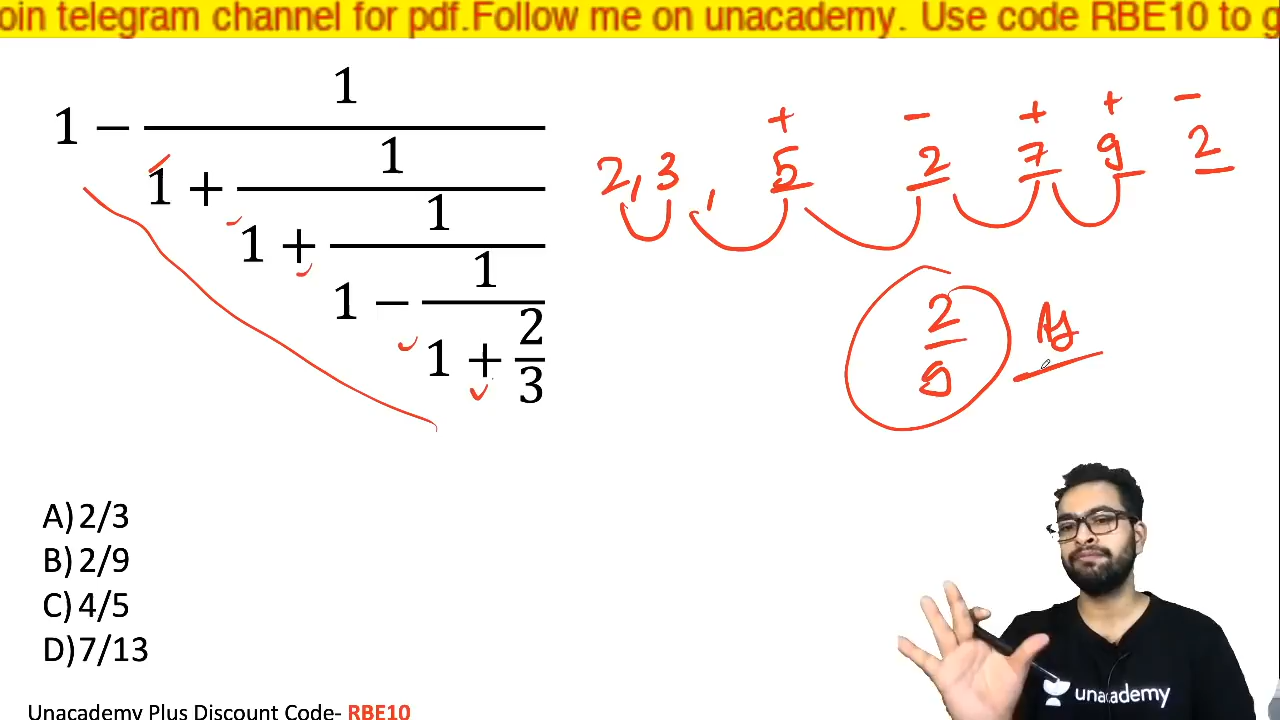 oin telegram channel for pdf.Follow me on unacademy. Use code RBE10 to g
1 − 1
1 + 1
1 + 1
1 − 1
1 + 2
3
+ − + + −
2, 3, 5 2 7 9 2
2
9
A) 2/3
B) 2/9
C) 4/5
D) 7/13
unacademy
Unacademy Plus Discount Code- RBE10